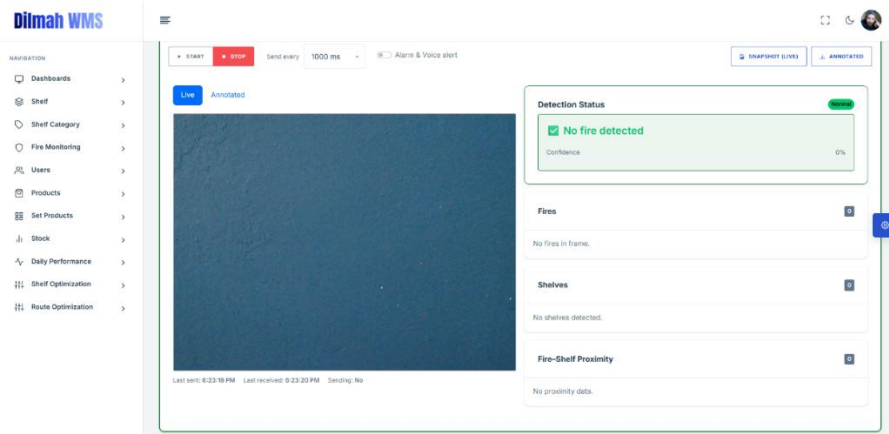 Dilmah WMS
NAVIGATION
Dashboards
Shelf
Shelf Category
Fire Monitoring
Users
Products
Set Products
Stock
Daily Performance
Shelf Optimization
Route Optimization
START STOP Send every 1000 ms Alarm & Voice alert SNAPSHOT (LIVE) ANNOTATED
Live Annotated
Detection Status Normal
No fire detected
Confidence 0%
Fires 0
No fires in frame.
Shelves 0
No shelves detected.
Fire-Shelf Proximity 0
No proximity data.
Last sent: 6:23:19 PM Last received: 6:23:20 PM Sending: No